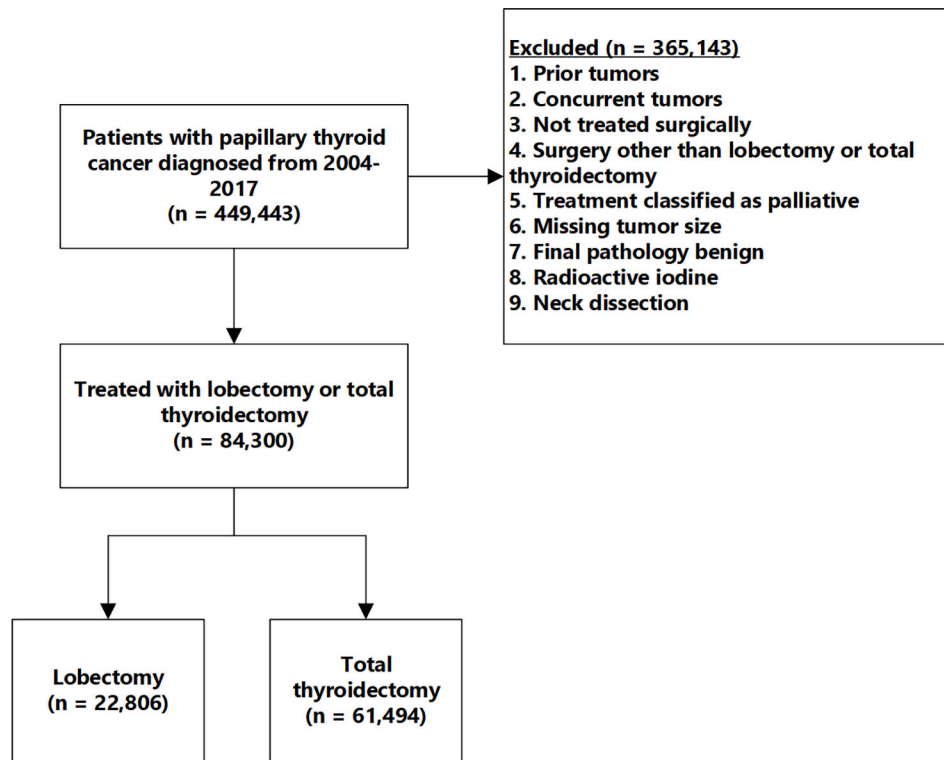 Patients with papillary thyroid
cancer diagnosed from 2004-
2017
(n = 449,443)
Excluded (n = 365,143)
1. Prior tumors
2. Concurrent tumors
3. Not treated surgically
4. Surgery other than lobectomy or total
thyroidectomy
5. Treatment classified as palliative
6. Missing tumor size
7. Final pathology benign
8. Radioactive iodine
9. Neck dissection
Treated with lobectomy or total
thyroidectomy
(n = 84,300)
Lobectomy
(n = 22,806)
Total
thyroidectomy
(n = 61,494)